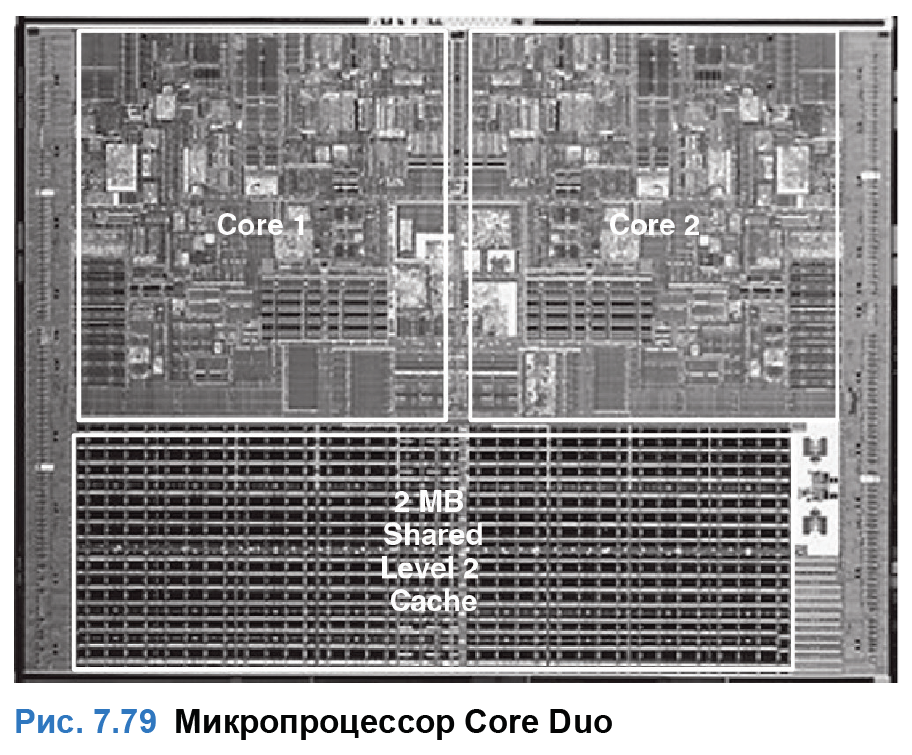 Core 1
Core 2
2 MB
Shared
Level 2
Cache
Рис. 7.79 Микропроцессор Core Duo